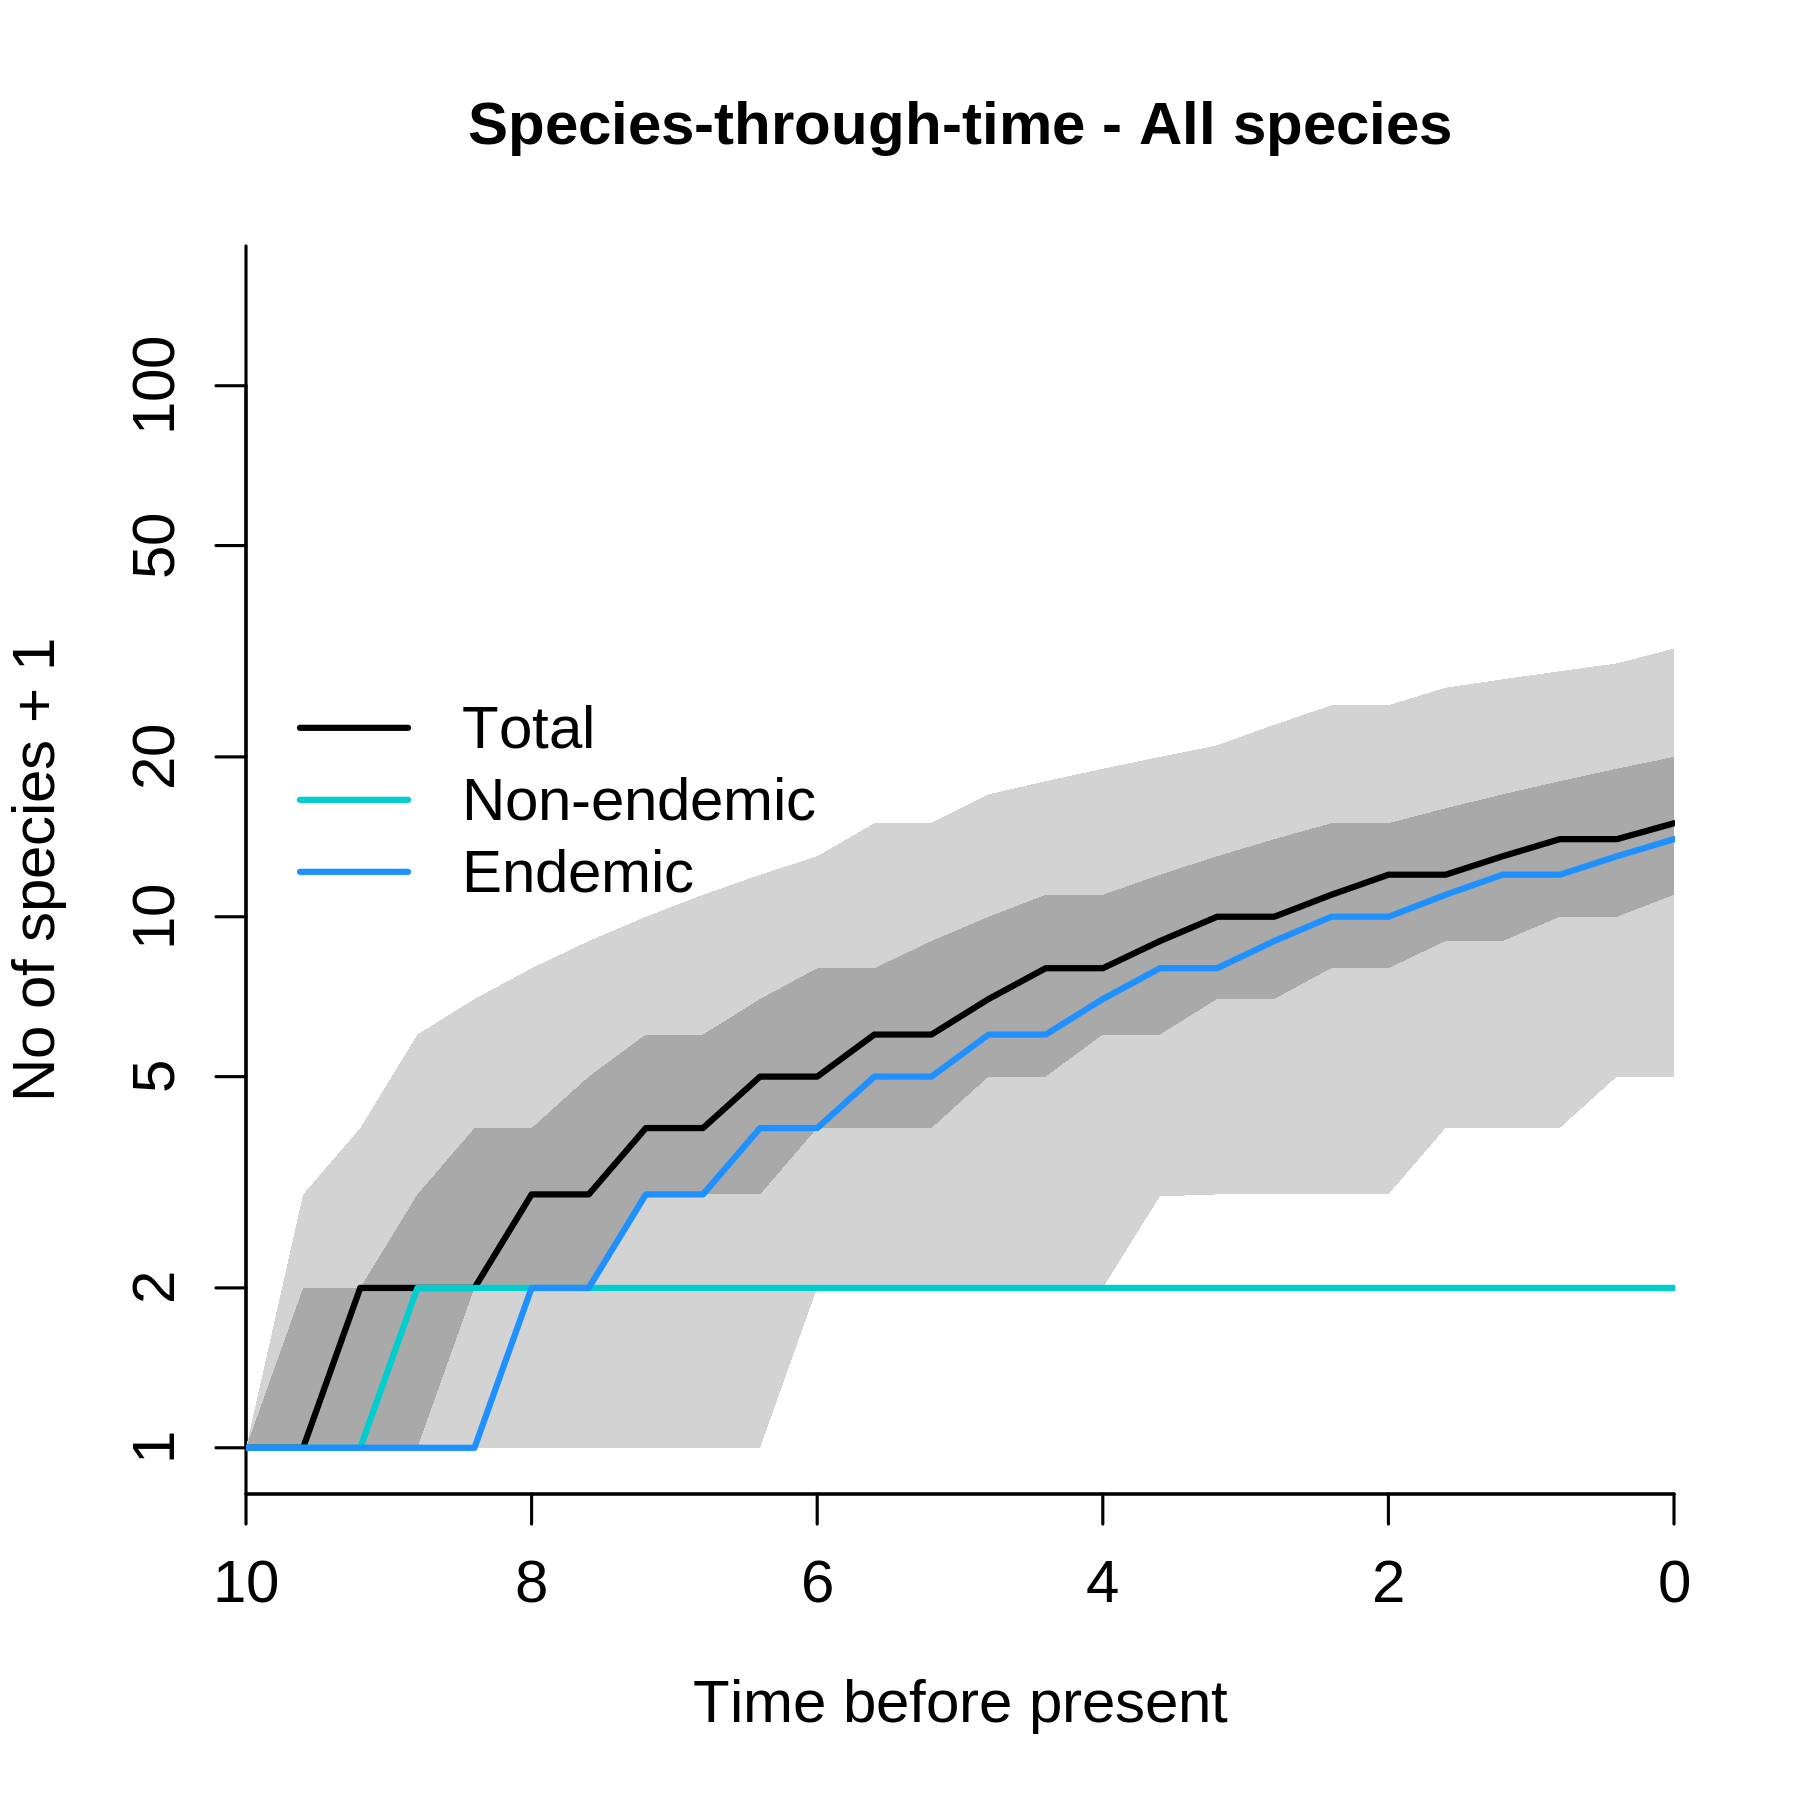 Species-through-time - All species
No of species + 1
100
50
20
10
5
2
1
Total
Non-endemic
Endemic
10 8 6 4 2 0
Time before present